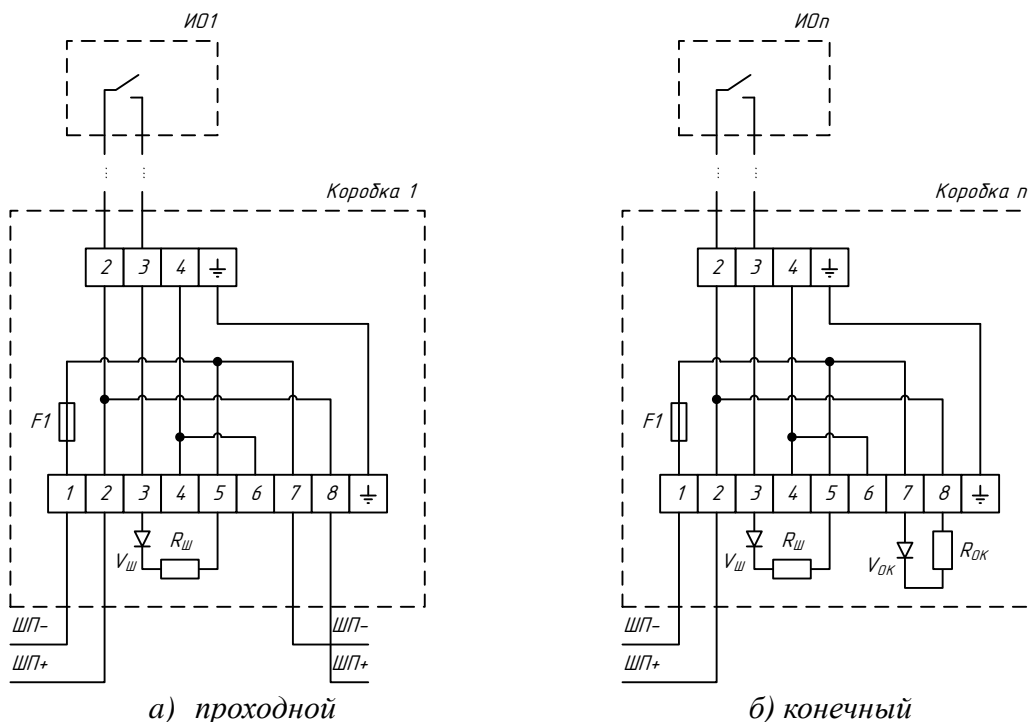 ИО1
ИОn
Коробка 1
Коробка n
2 3 4
2 3 4
F1
F1
1 2 3 4 5 6 7 8
1 2 3 4 5 6 7 8
VШ RШ
VШ RШ VОК RОК
ШП- ШП-
ШП+ ШП+
ШП-
ШП+
а) проходной
б) конечный